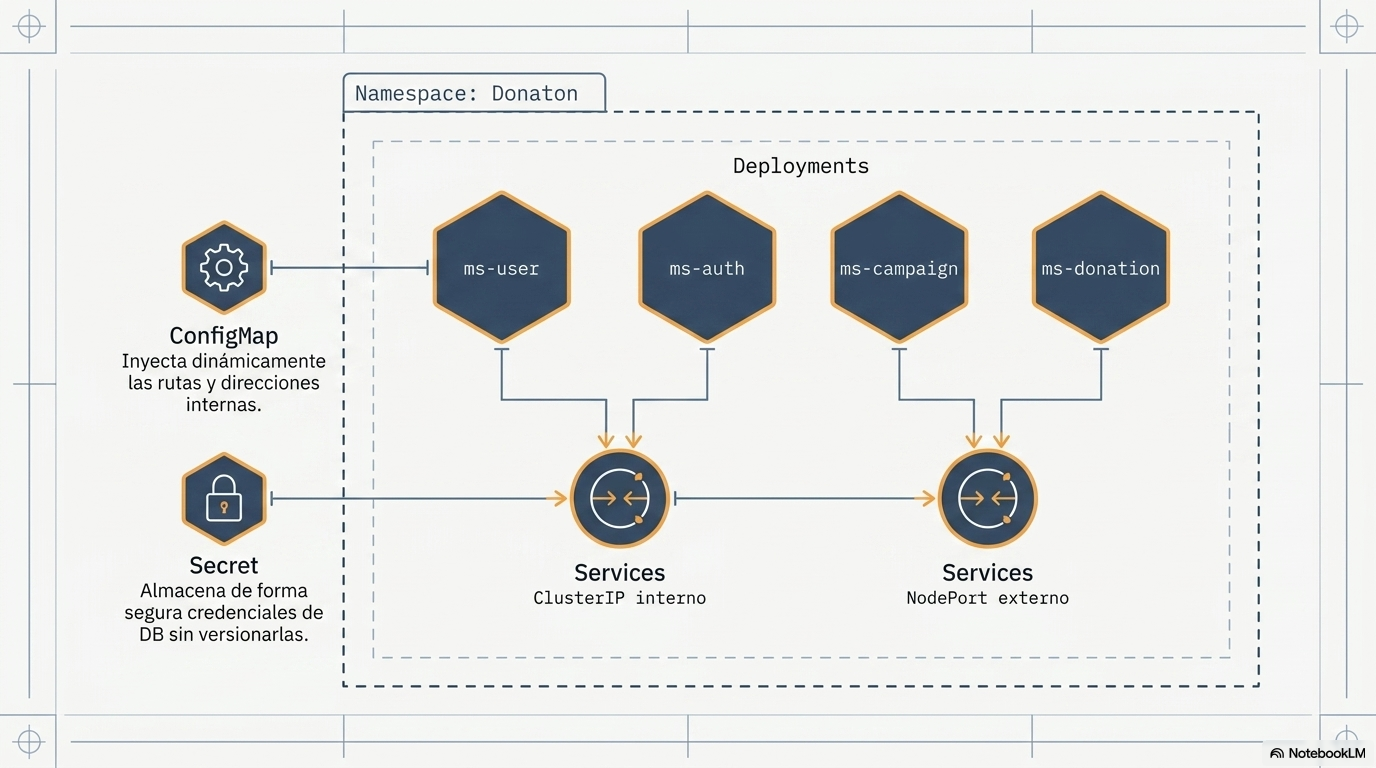 Namespace: Donaton
Deployments
ms-user
ms-auth
ms-campaign
ms-donation
ConfigMap
Inyecta dinámicamente
las rutas y direcciones
internas.
Secret
Almacena de forma
segura credenciales de
DB sin versionarlas.
Services
ClusterIP interno
Services
NodePort externo
NotebookLM